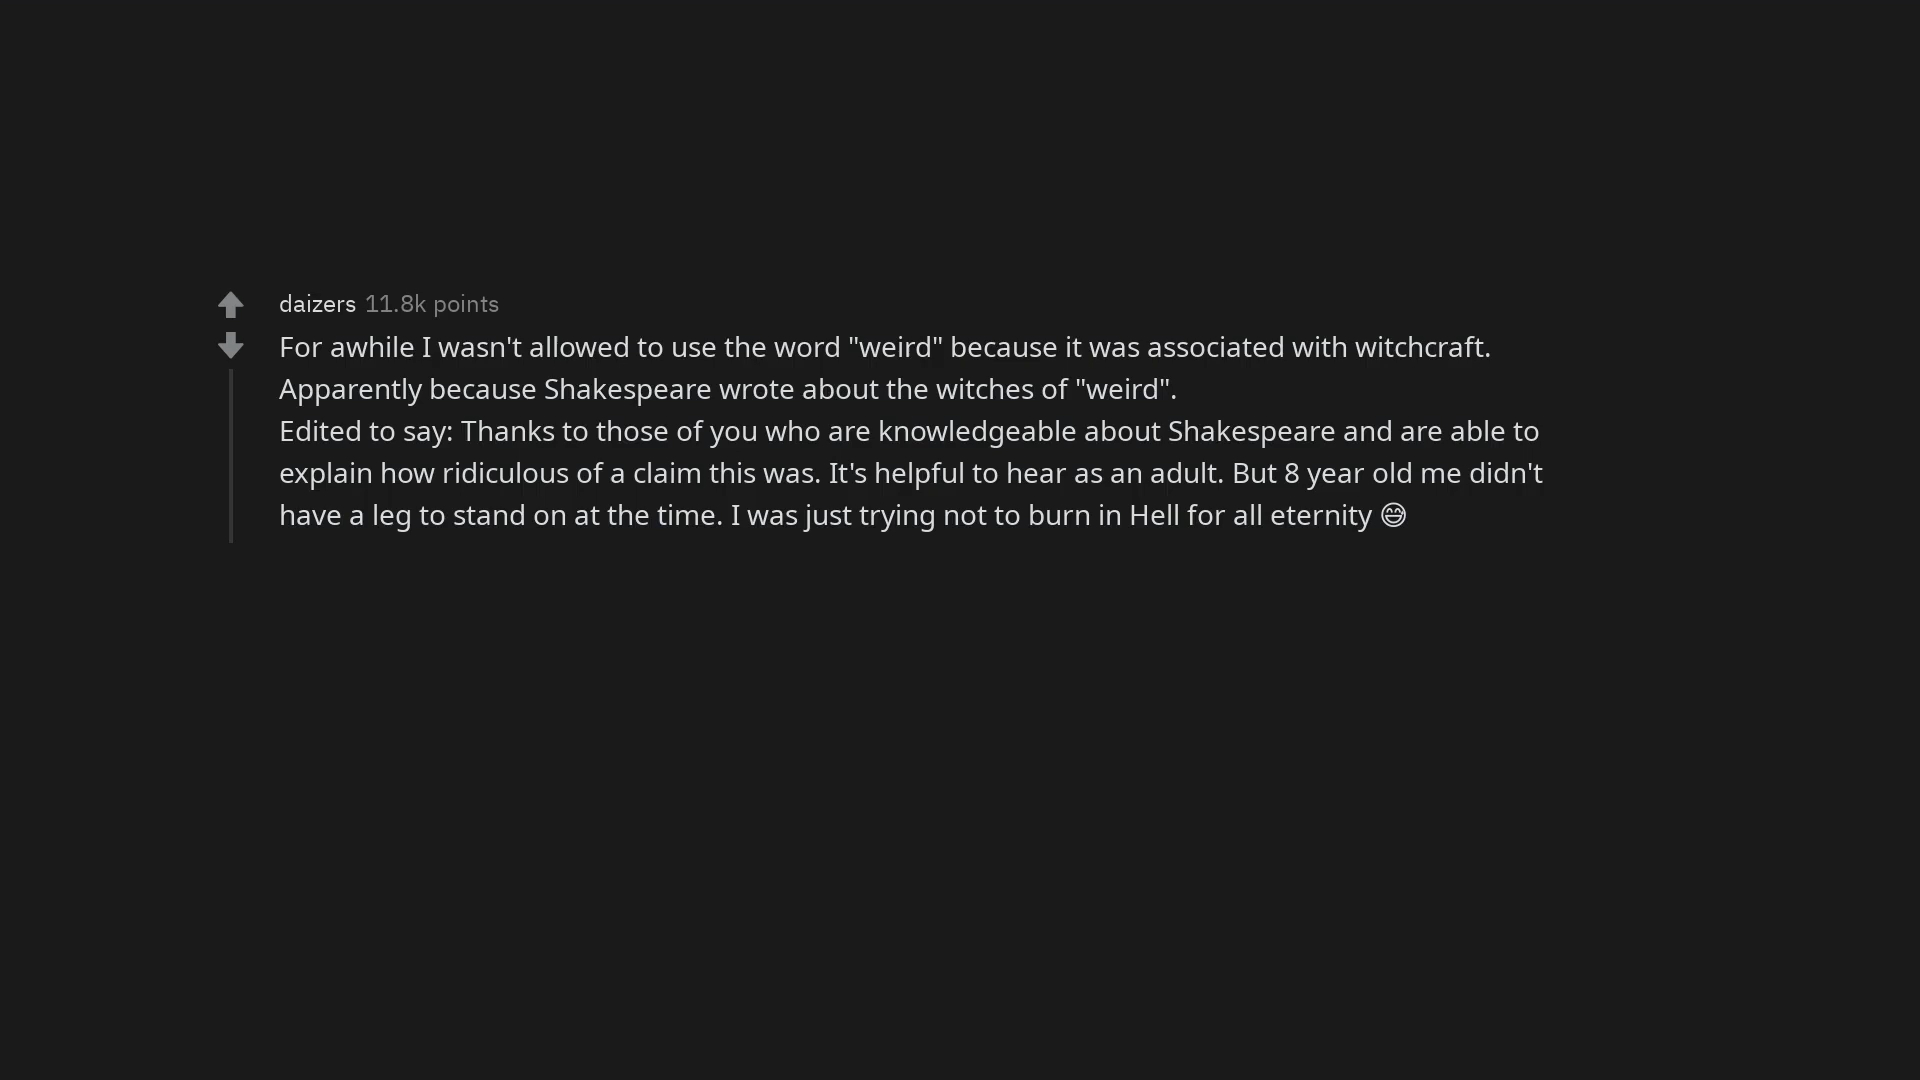 daizers 11.8k points
For awhile I wasn't allowed to use the word "weird" because it was associated with witchcraft.
Apparently because Shakespeare wrote about the witches of "weird".
Edited to say: Thanks to those of you who are knowledgeable about Shakespeare and are able to
explain how ridiculous of a claim this was. It's helpful to hear as an adult. But 8 year old me didn't
have a leg to stand on at the time. I was just trying not to burn in Hell for all eternity 😅